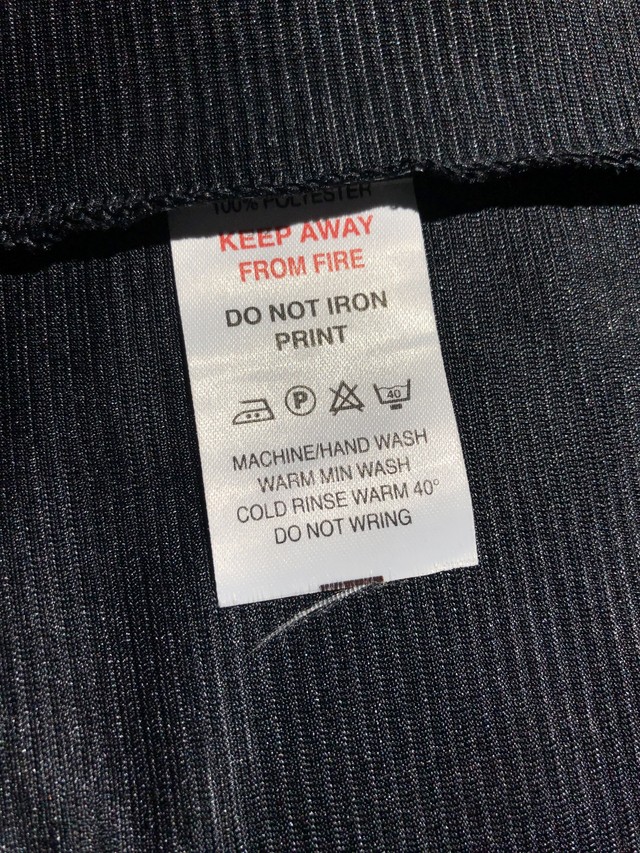 100% POLYESTER
KEEP AWAY
FROM FIRE
DO NOT IRON
PRINT
P 40
MACHINE/HAND WASH
WARM MIN WASH
COLD RINSE WARM 40°
DO NOT WRING